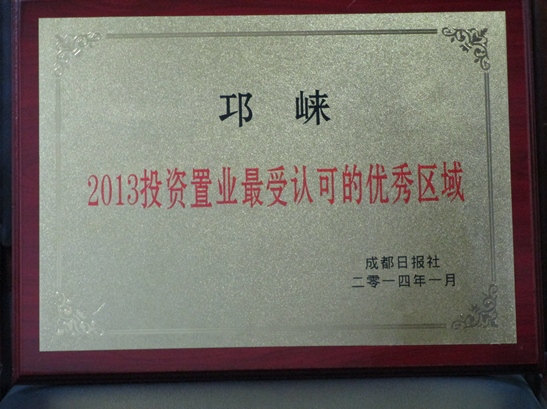 邛崃
2013投资置业最受认可的优秀区域
成都日报社
二零一四年一月